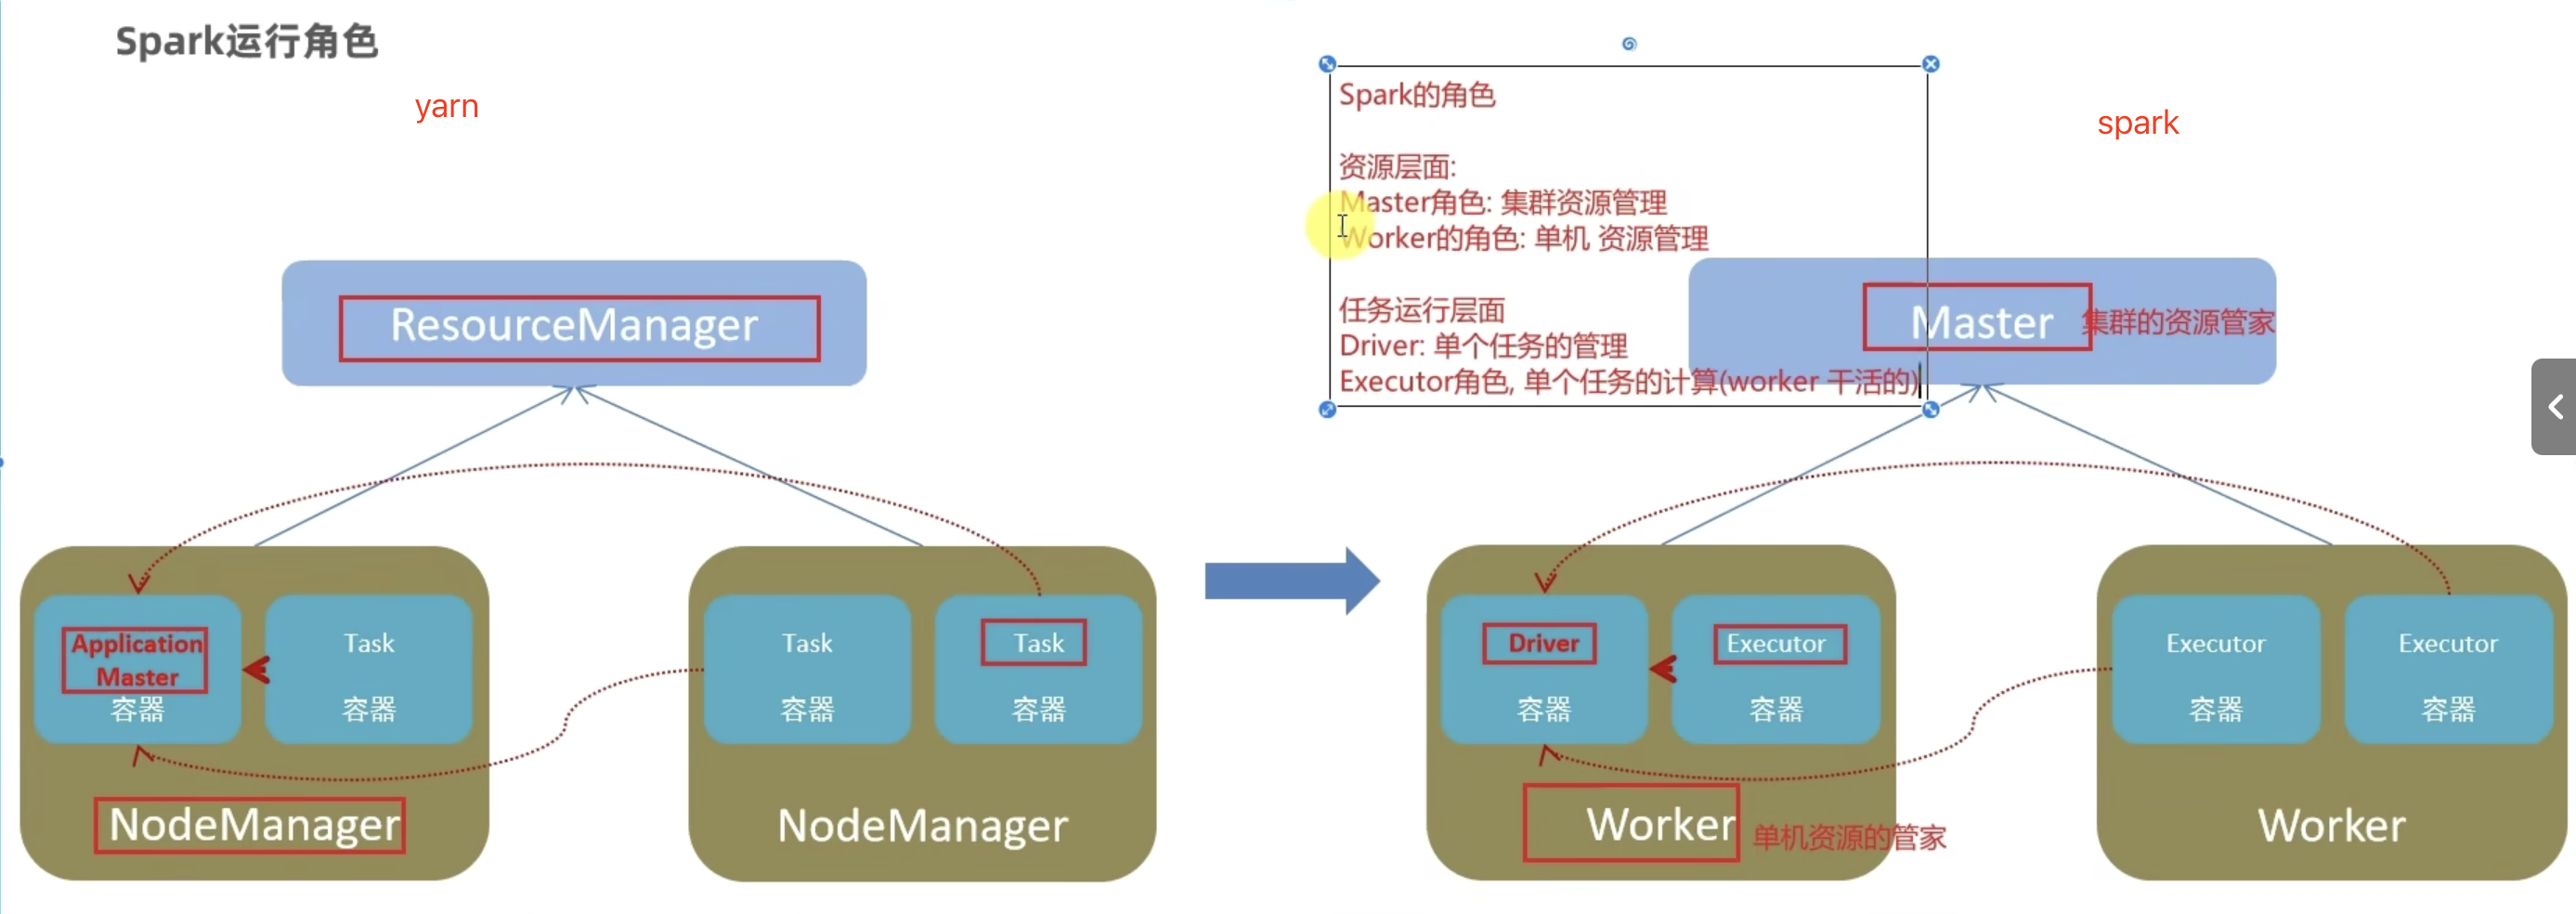 Spark运行角色
yarn
ResourceManager
Application
Master
容器
Task
容器
NodeManager
Task
容器
Task
容器
NodeManager
Spark的角色
资源层面:
Master角色: 集群资源管理
Worker的角色: 单机 资源管理
任务运行层面
Driver: 单个任务的管理
Executor角色, 单个任务的计算(worker 干活的)
spark
Master
集群的资源管家
Driver
容器
Executor
容器
Worker
单机资源的管家
Executor
容器
Executor
容器
Worker